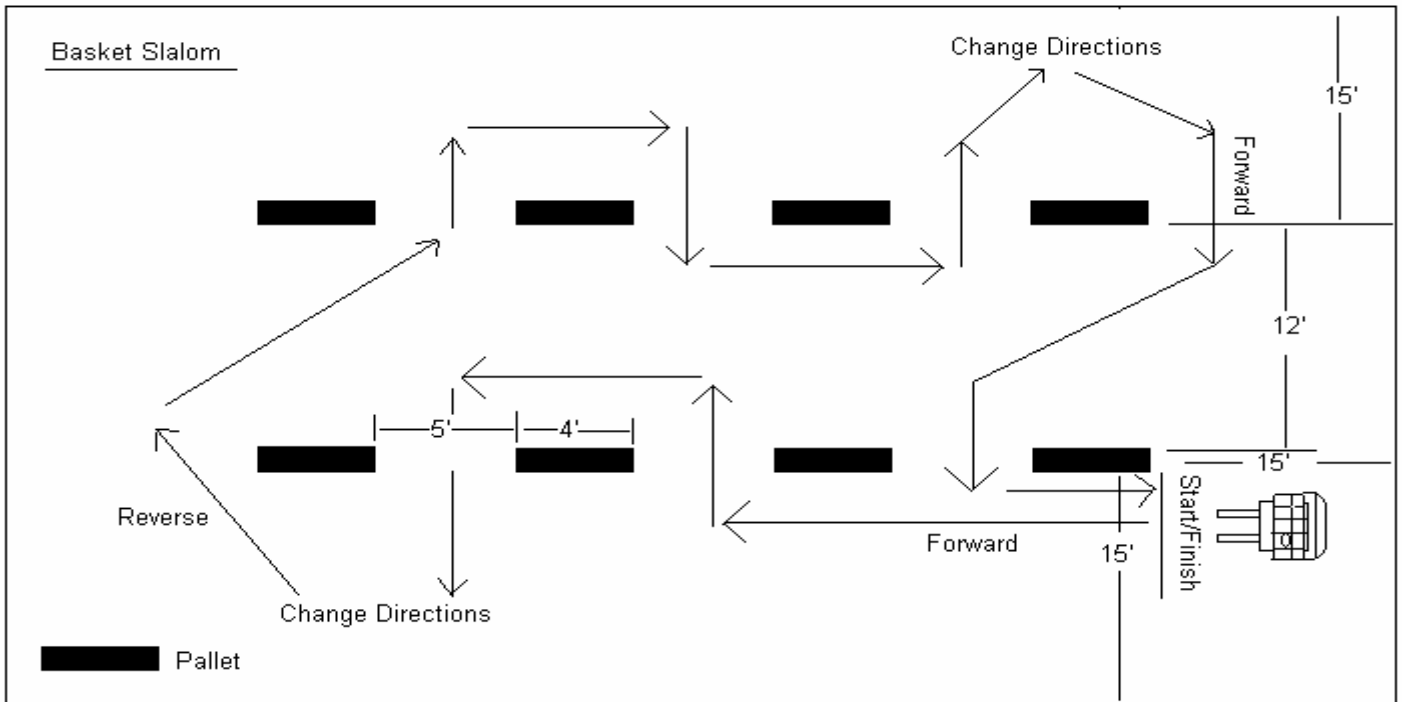 Basket Slalom
Change Directions
15'
Forward
12'
5'
4'
15'
Reverse
Start/Finish
Forward
15'
Change Directions
Pallet